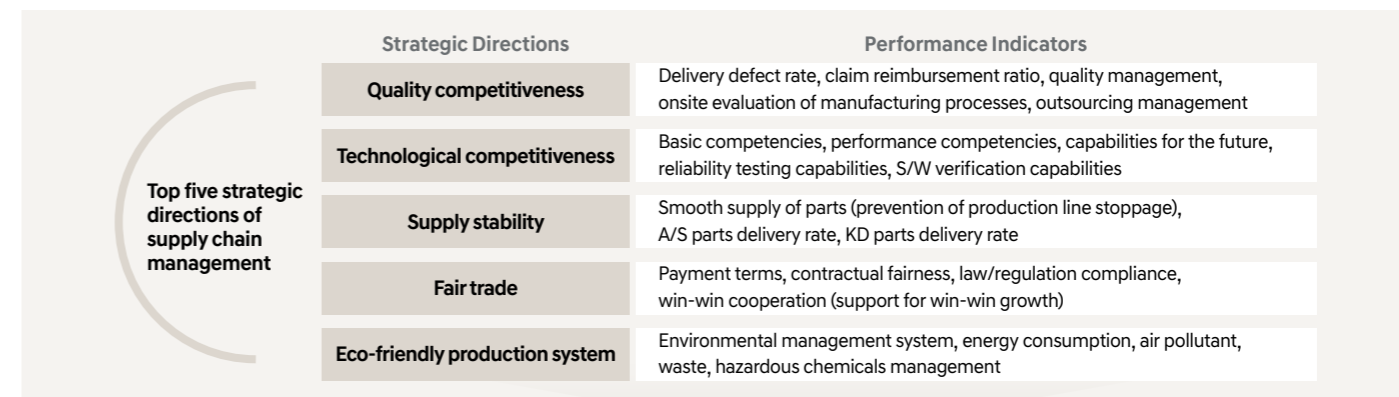 Strategic Directions
Performance Indicators
Top five strategic
directions of
supply chain
management
Quality competitiveness
Delivery defect rate, claim reimbursement ratio, quality management,
onsite evaluation of manufacturing processes, outsourcing management
Technological competitiveness
Basic competencies, performance competencies, capabilities for the future,
reliability testing capabilities, S/W verification capabilities
Supply stability
Smooth supply of parts (prevention of production line stoppage),
A/S parts delivery rate, KD parts delivery rate
Fair trade
Payment terms, contractual fairness, law/regulation compliance,
win-win cooperation (support for win-win growth)
Eco-friendly production system
Environmental management system, energy consumption, air pollutant,
waste, hazardous chemicals management